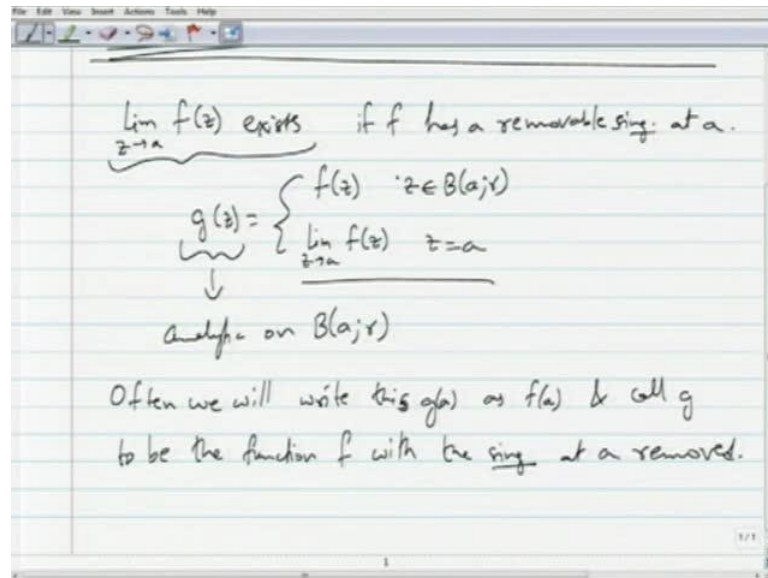 File Edit View Insert Actions Tools Help
lim f(z) exists if f has a removable sing. at a.
z→a
g(z) = { f(z) z∈B(a;r)
lim f(z) z=a
z→a
↓
analytic on B(a;r)
Often we will write this g(a) as f(a) & call g
to be the function f with the sing at a removed.
1/1
1